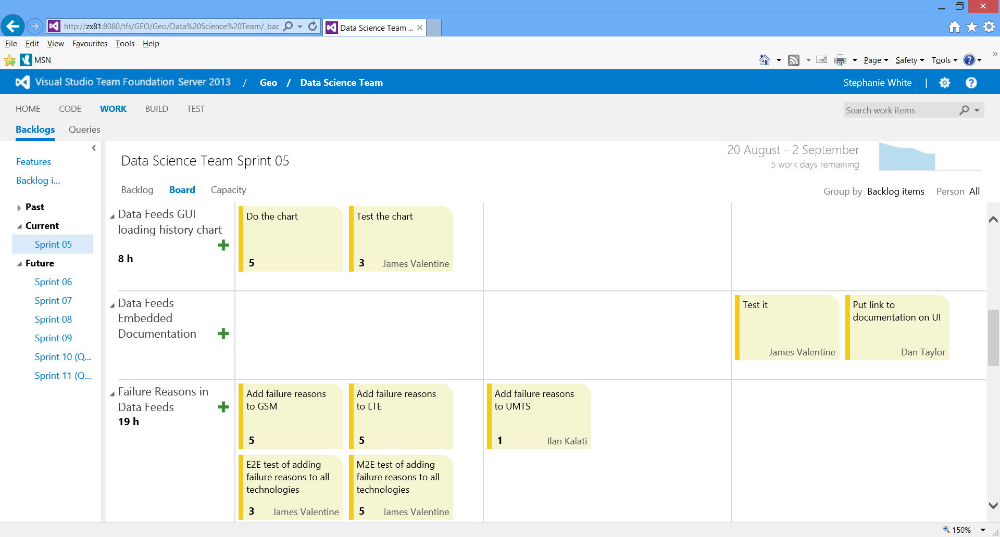 http://zx81:8080/tfs/GEO/Geo/Data%20Science%20Team/_bac
Data Science Team ...
File Edit View Favourites Tools Help
MSN
Page Safety Tools
Visual Studio Team Foundation Server 2013 / Geo / Data Science Team
Stephanie White |
HOME CODE WORK BUILD TEST
Search work items
Backlogs Queries
Features
Backlog i...
Past
Current
Sprint 05
Future
Sprint 06
Sprint 07
Sprint 08
Sprint 09
Sprint 10 (Q...
Sprint 11 (Q...
Data Science Team Sprint 05
20 August - 2 September
5 work days remaining
Backlog Board Capacity
Group by Backlog items Person All
Data Feeds GUI
loading history chart
8 h
Do the chart
5
Test the chart
3 James Valentine
Data Feeds
Embedded
Documentation
Test it
James Valentine
Put link to
documentation on UI
Dan Taylor
Failure Reasons in
Data Feeds
19 h
Add failure reasons
to GSM
5
Add failure reasons
to LTE
5
Add failure reasons
to UMTS
1 Ilan Kalati
E2E test of adding
failure reasons to all
technologies
3 James Valentine
M2E test of adding
failure reasons to all
technologies
5 James Valentine
150%